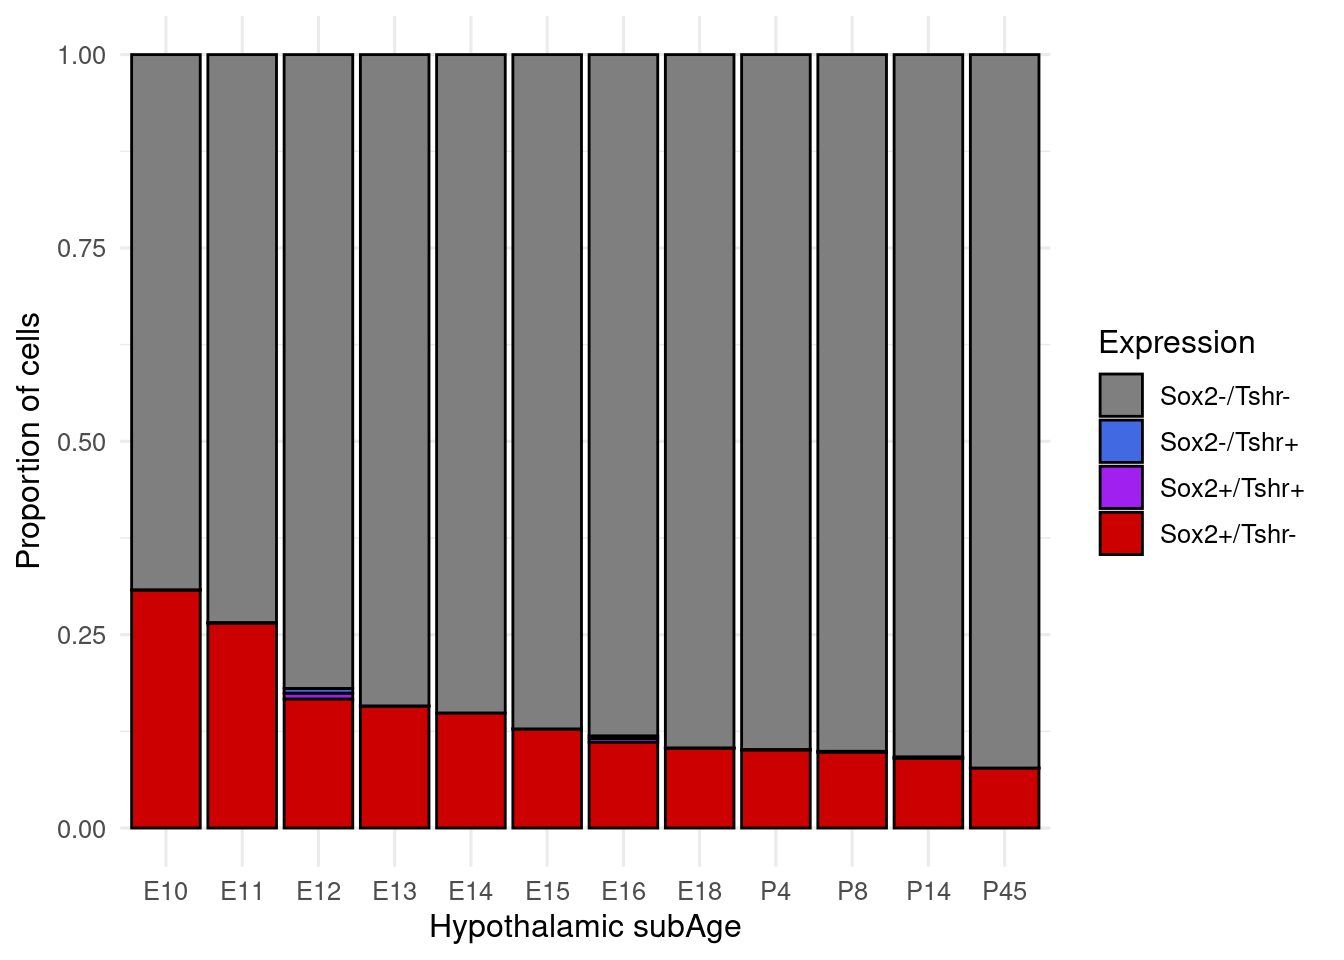 1.00
0.75
0.50
0.25
0.00
Proportion of cells
E10 E11 E12 E13 E14 E15 E16 E18 P4 P8 P14 P45
Hypothalamic subAge
Expression
Sox2-/Tshr-
Sox2-/Tshr+
Sox2+/Tshr+
Sox2+/Tshr-